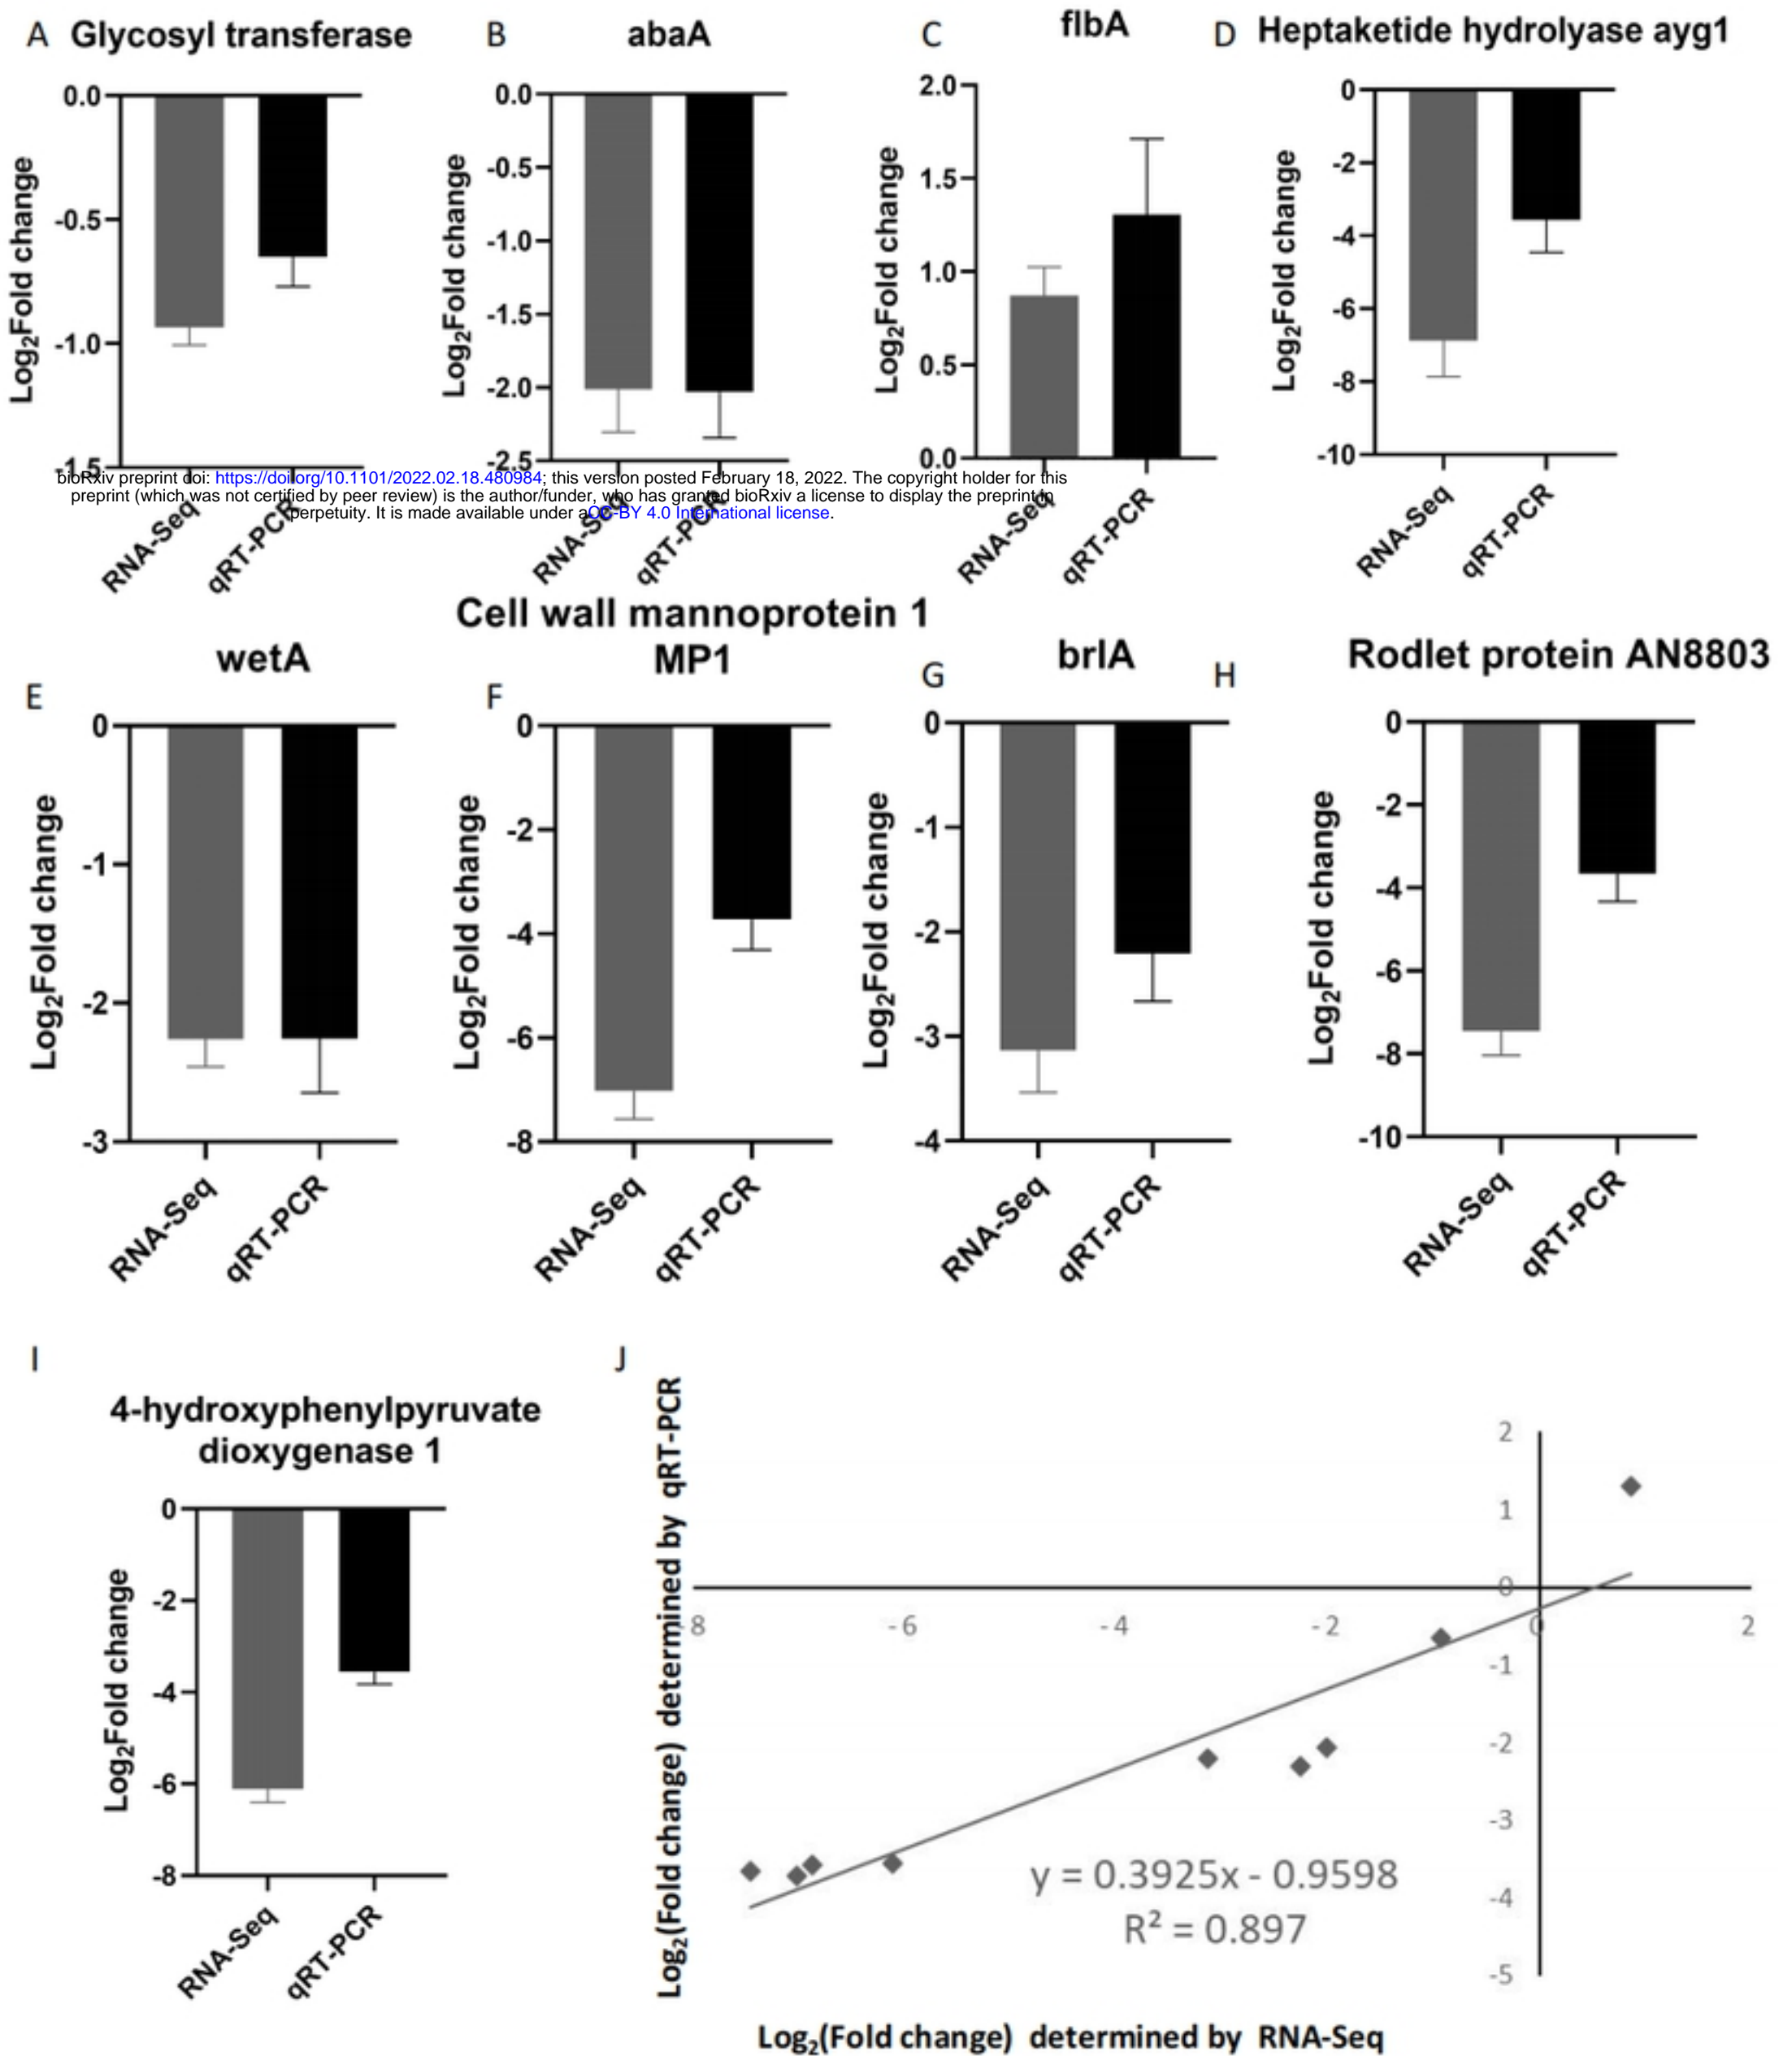 A Glycosyl transferase
Log2Fold change
0.0
-0.5
-1.0
-1.5
RNA-Seq
qRT-PCR
B abaA
Log2Fold change
0.0
-0.5
-1.0
-1.5
-2.0
-2.5
RNA-Seq
qRT-PCR
C flbA
Log2Fold change
2.0
1.5
1.0
0.5
0.0
RNA-Seq
qRT-PCR
D Heptaketide hydrolyase ayg1
Log2Fold change
0
-2
-4
-6
-8
-10
RNA-Seq
qRT-PCR
bioRxiv preprint doi: https://doi.org/10.1101/2022.02.18.480984; this version posted February 18, 2022. The copyright holder for this
preprint (which was not certified by peer review) is the author/funder, who has granted bioRxiv a license to display the preprint in
perpetuity. It is made available under aCC-BY 4.0 International license.
E wetA
Log2Fold change
0
-1
-2
-3
RNA-Seq
qRT-PCR
F Cell wall mannoprotein 1
MP1
Log2Fold change
0
-2
-4
-6
-8
RNA-Seq
qRT-PCR
G brlA
Log2Fold change
0
-1
-2
-3
-4
RNA-Seq
qRT-PCR
H Rodlet protein AN8803
Log2Fold change
0
-2
-4
-6
-8
-10
RNA-Seq
qRT-PCR
I
4-hydroxyphenylpyruvate
dioxygenase 1
Log2Fold change
0
-2
-4
-6
-8
RNA-Seq
qRT-PCR
J
Log2(Fold change) determined by qRT-PCR
2
1
0
-1
-2
-3
-4
-5
-8 -6 -4 -2 0 2
y = 0.3925x - 0.9598
R² = 0.897
Log2(Fold change) determined by RNA-Seq